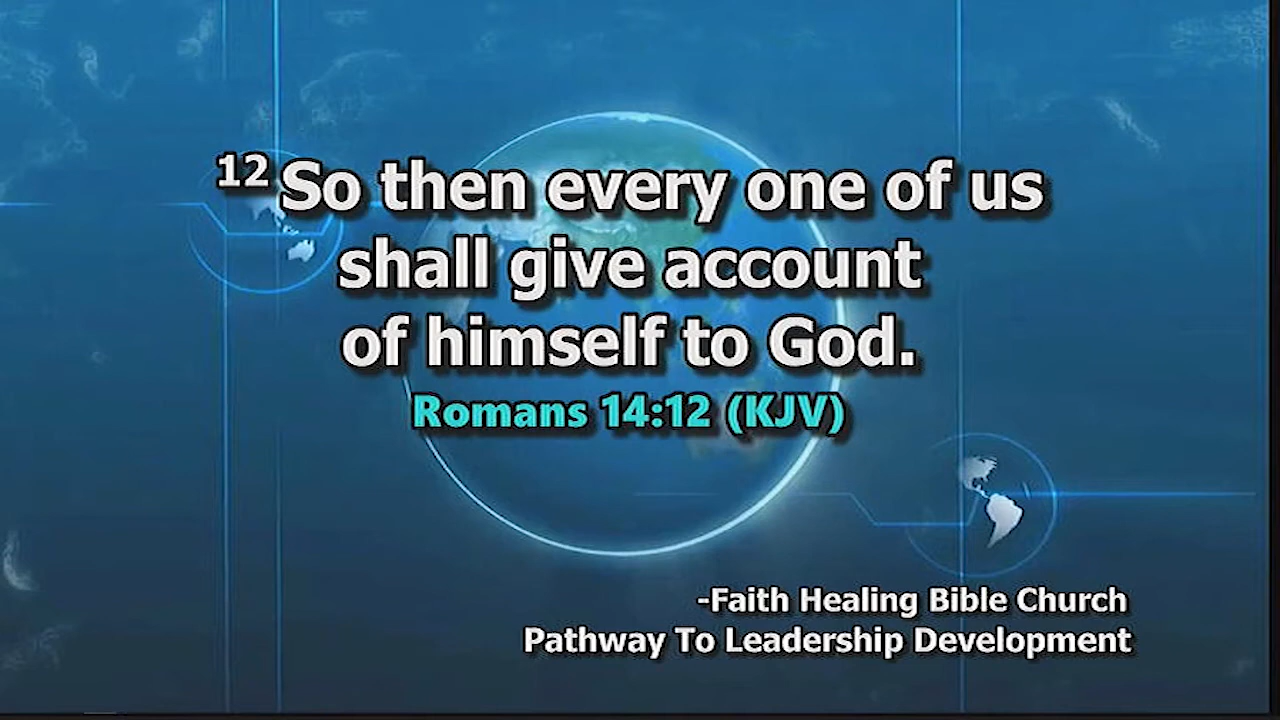 12 So then every one of us
shall give account
of himself to God.
Romans 14:12 (KJV)
-Faith Healing Bible Church
Pathway To Leadership Development